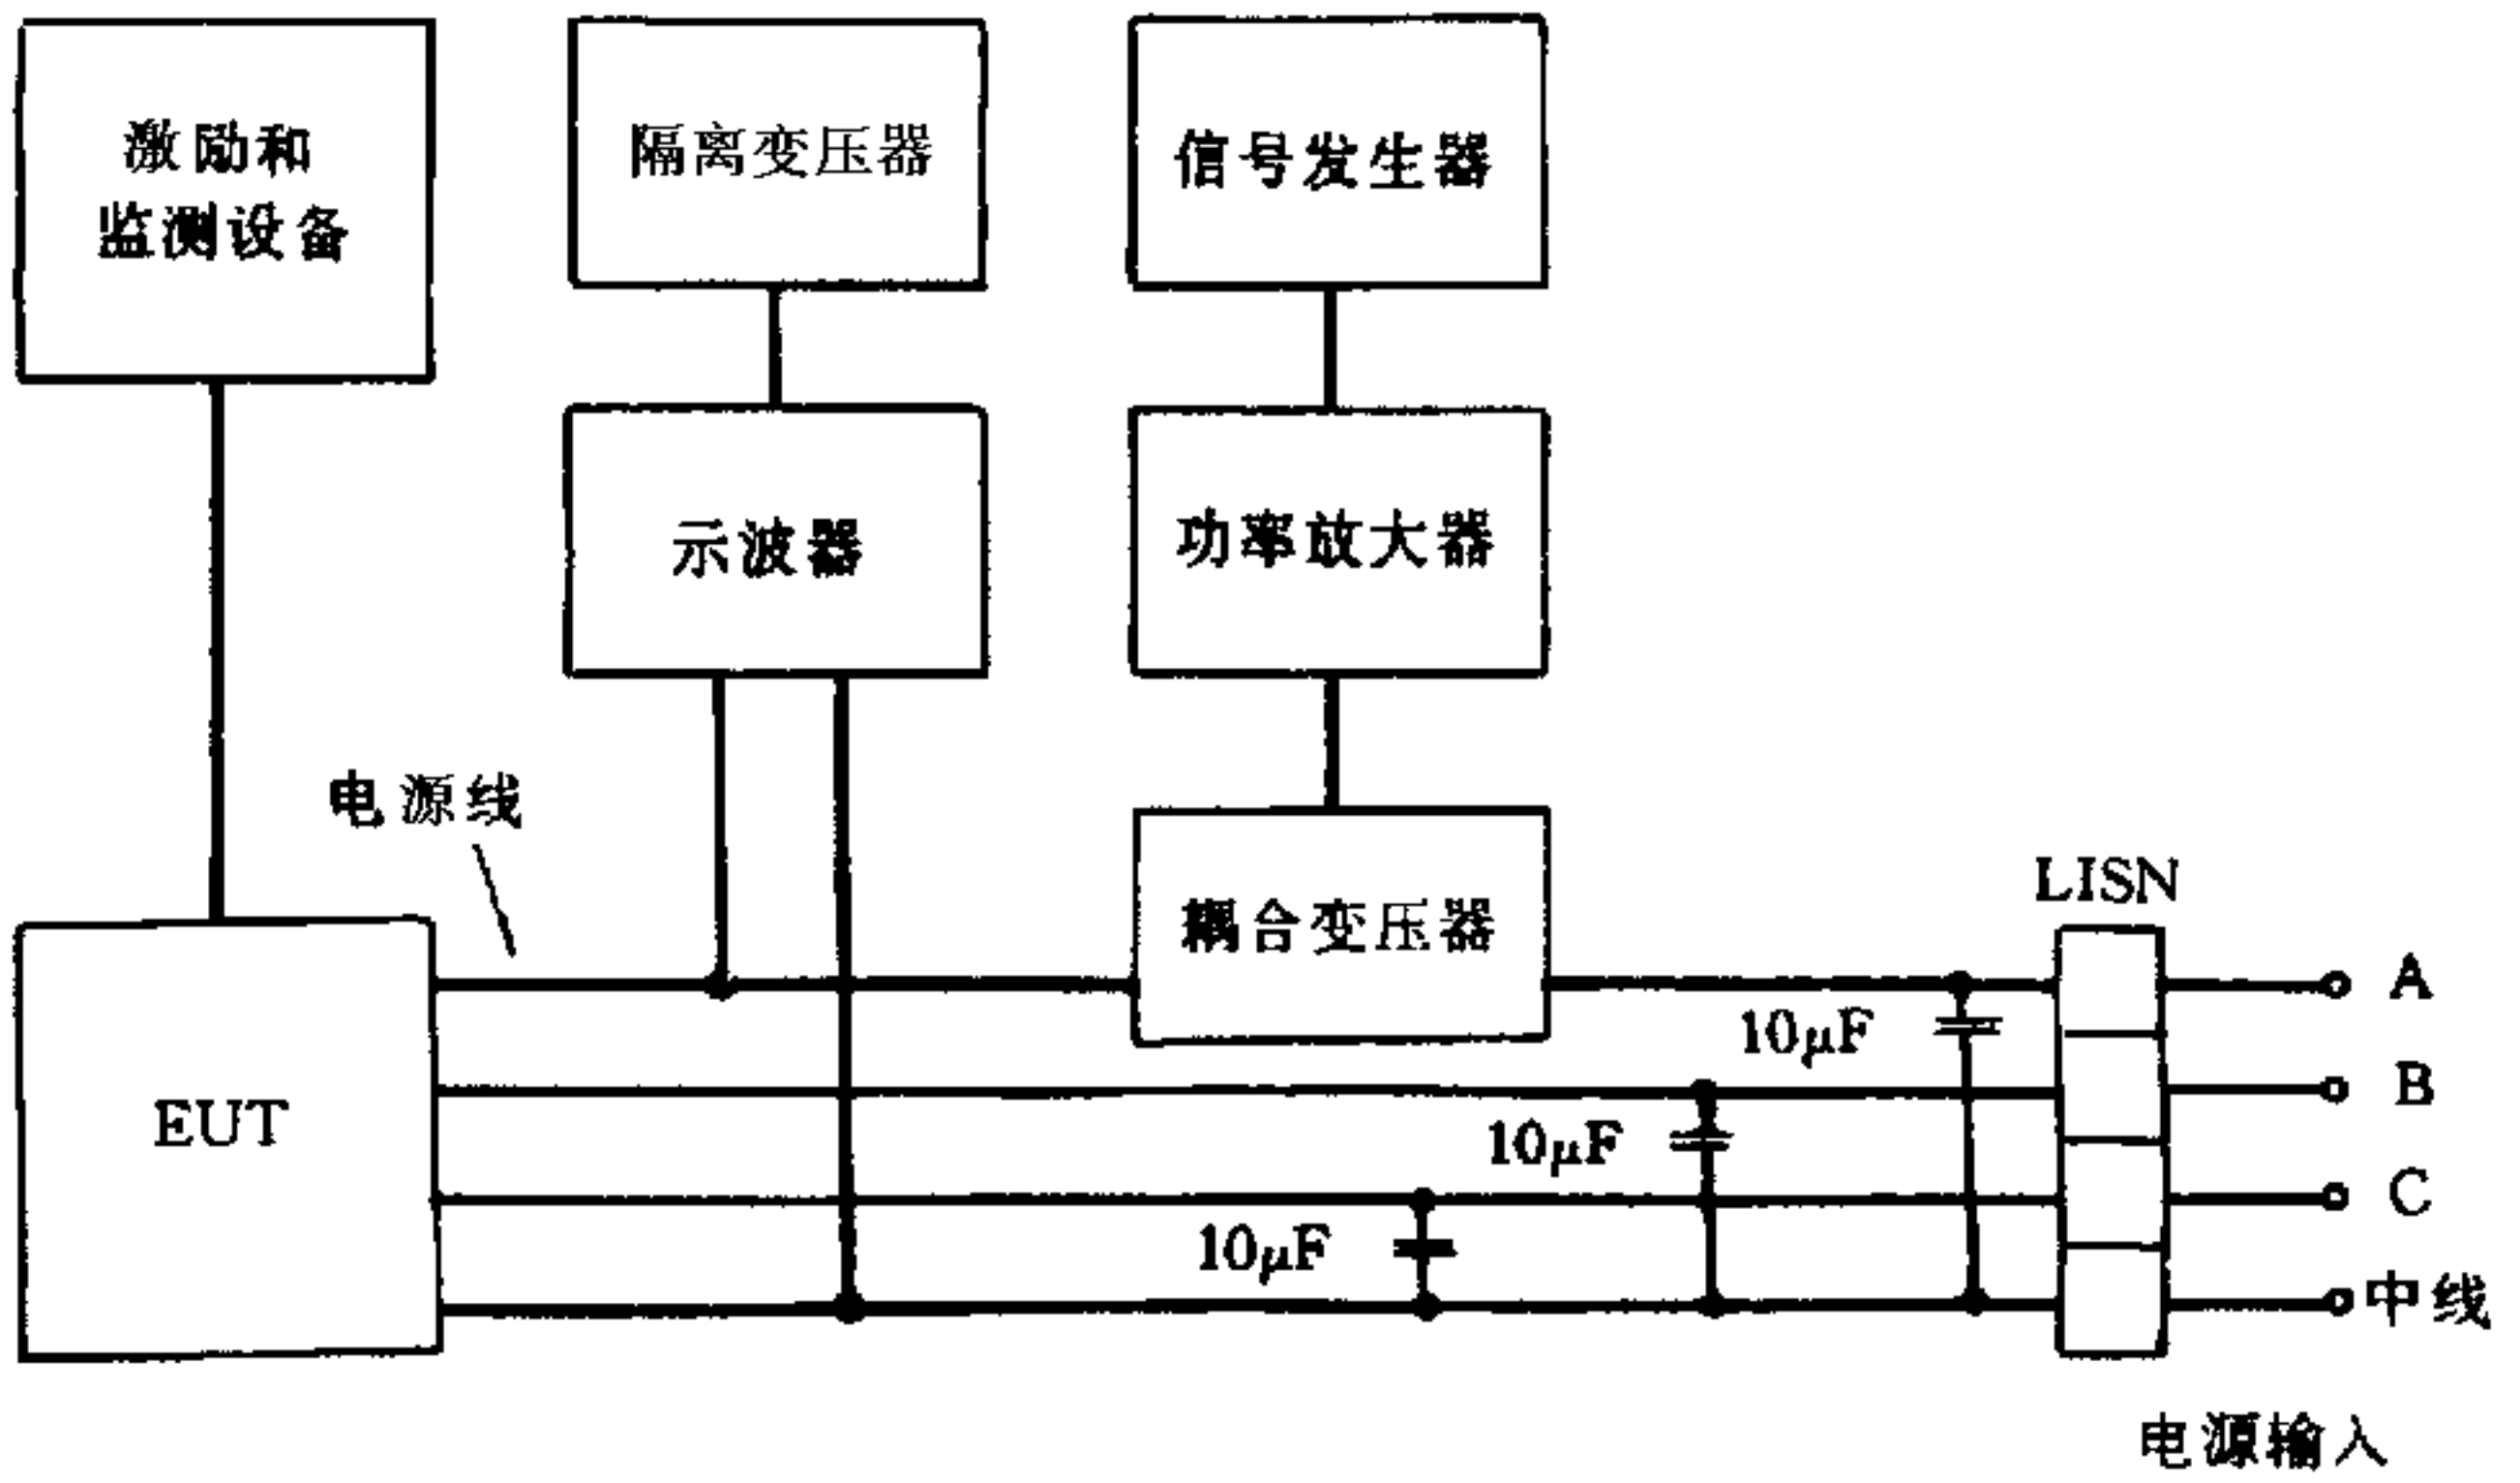 激励和
监测设备
隔离变压器
信号发生器
示波器
功率放大器
电源线
耦合变压器
LISN
EUT
A
10μF
B
10μF
C
10μF
中线
电源输入